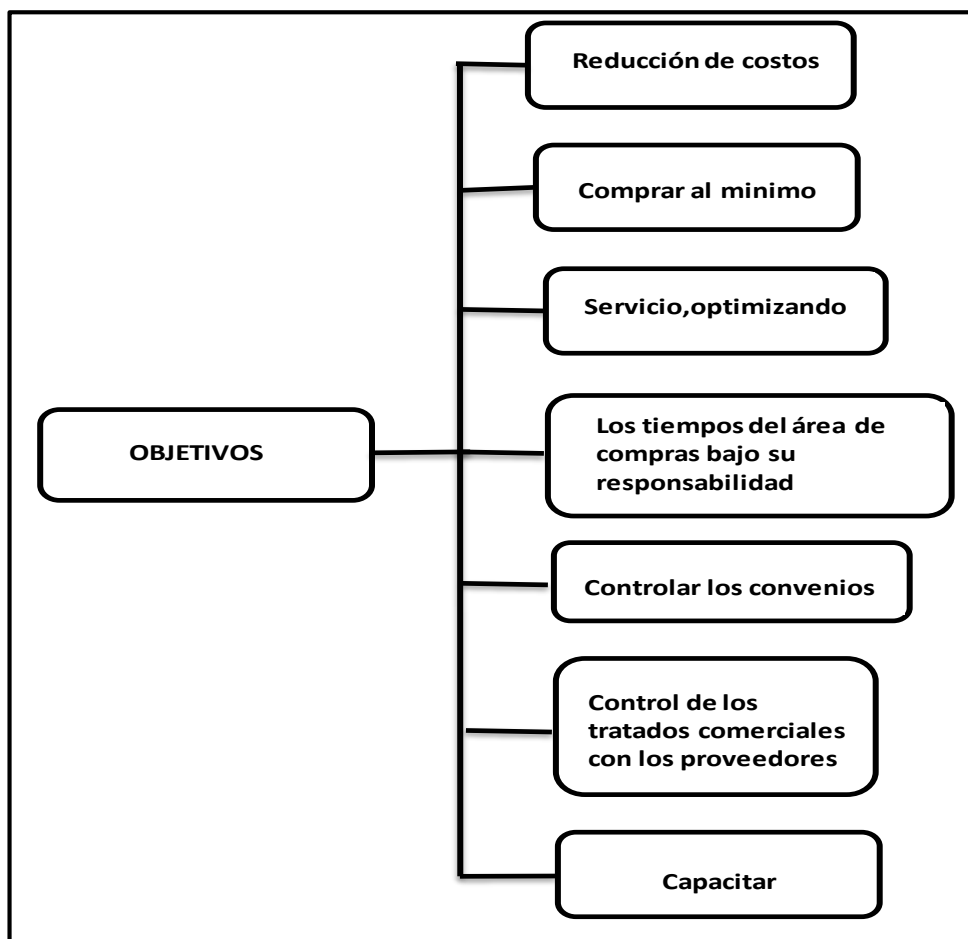 Reducción de costos
Comprar al minimo
Servicio,optimizando
OBJETIVOS
Los tiempos del área de
compras bajo su
responsabilidad
Controlar los convenios
Control de los
tratados comerciales
con los proveedores
Capacitar